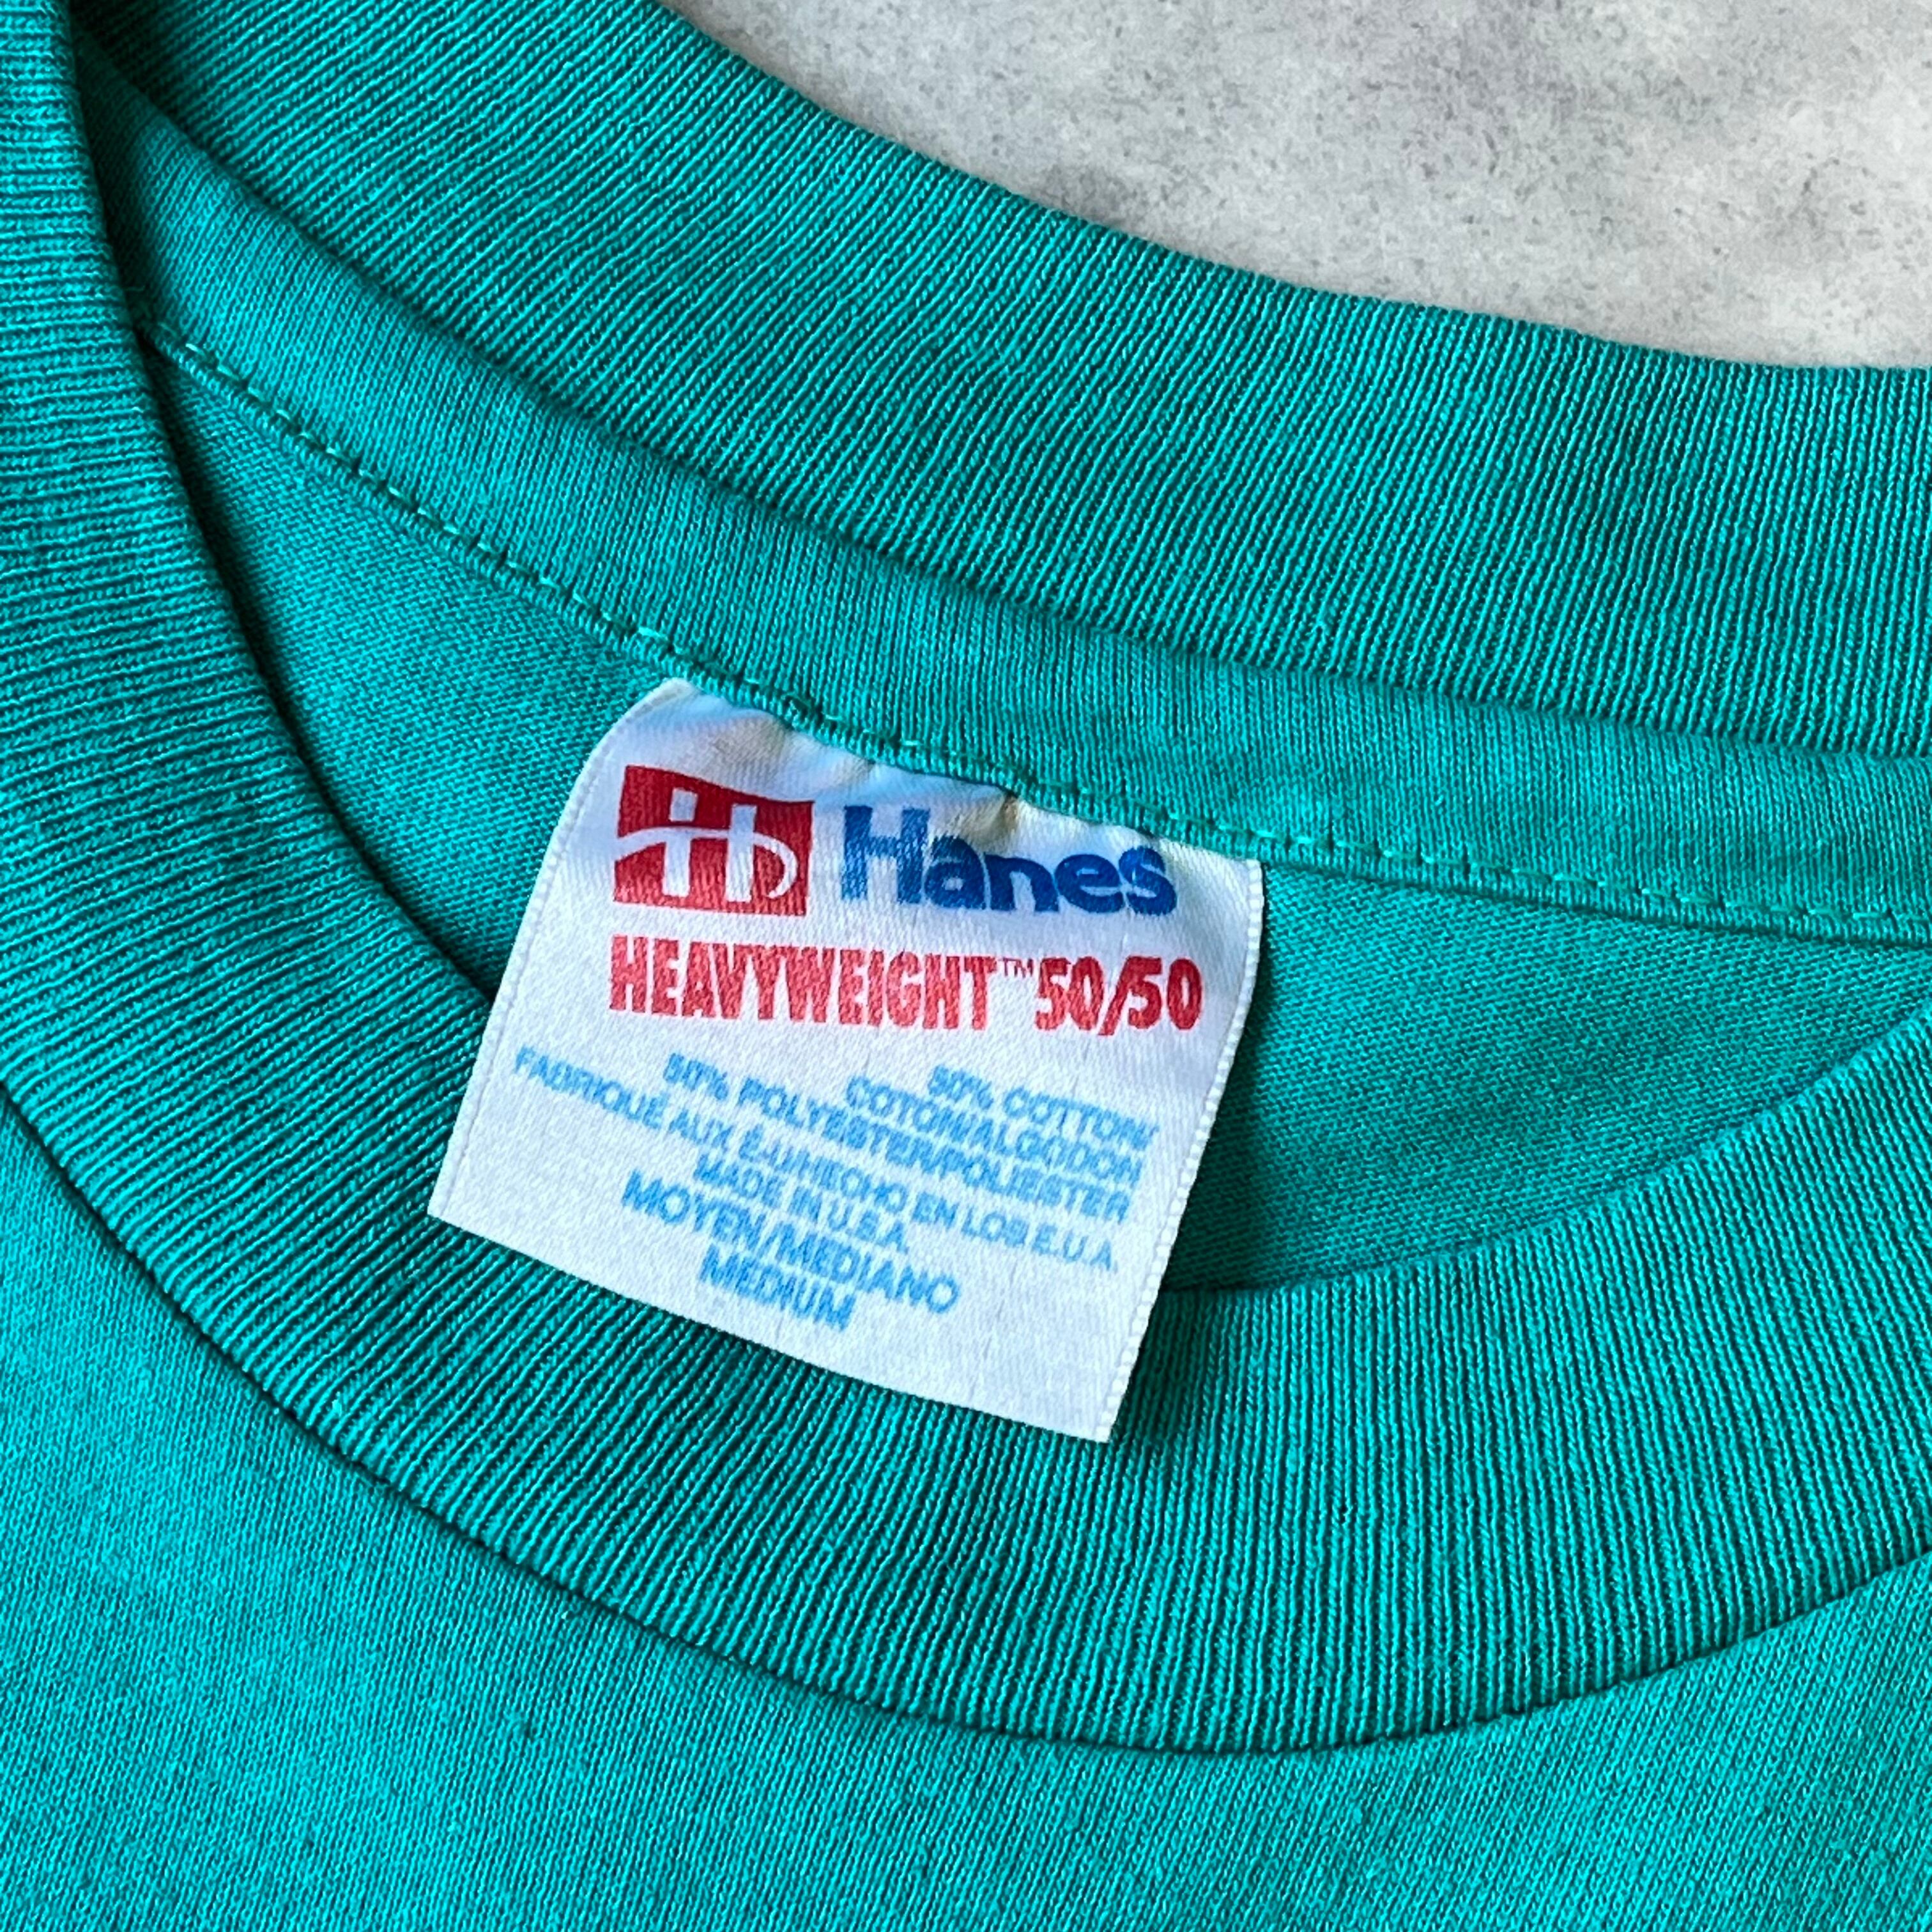 Hanes
HEAVYWEIGHT™ 50/50
50% COTTON/
COTON/ALGODON
50% POLYESTER/POLIESTER
FABRIQUÉ AUX É.U./HECHO EN LOS E.U.A.
MADE IN U.S.A.
MOYEN/MEDIANO
MEDIUM